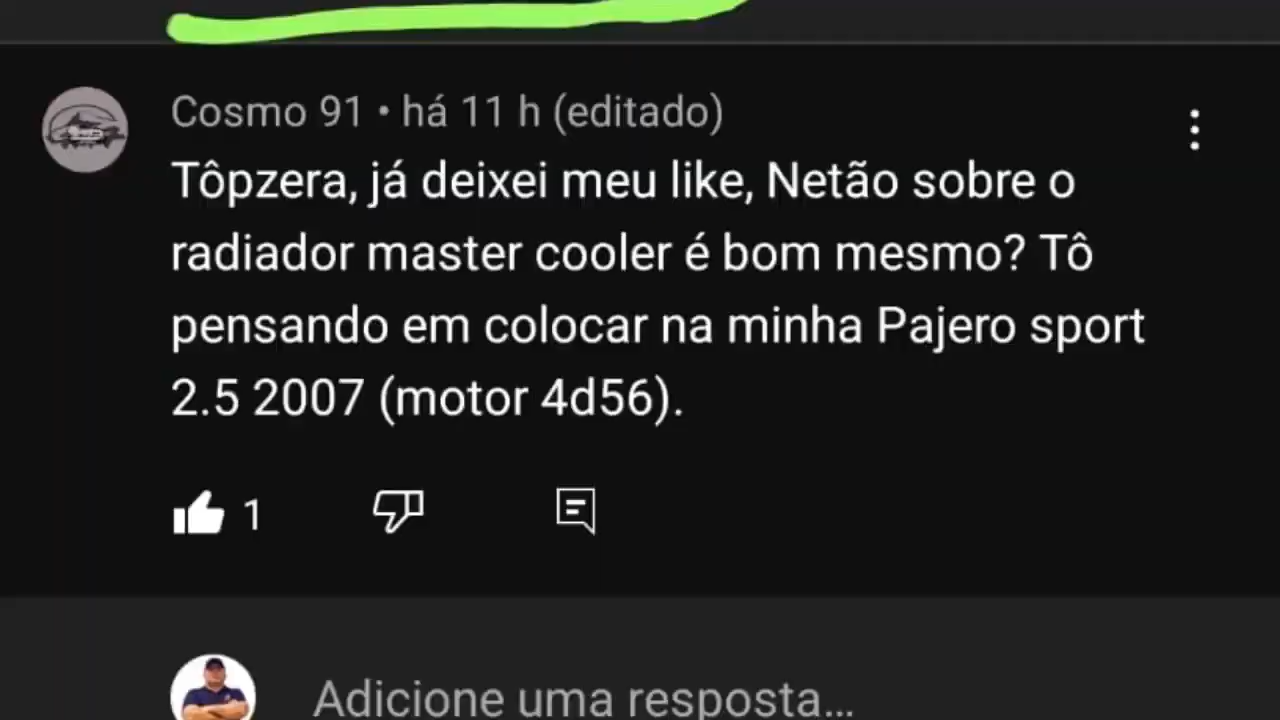 Cosmo 91 • há 11 h (editado)
Tôpzera, já deixei meu like, Netão sobre o
radiador master cooler é bom mesmo? Tô
pensando em colocar na minha Pajero sport
2.5 2007 (motor 4d56).
1
Adicione uma resposta...